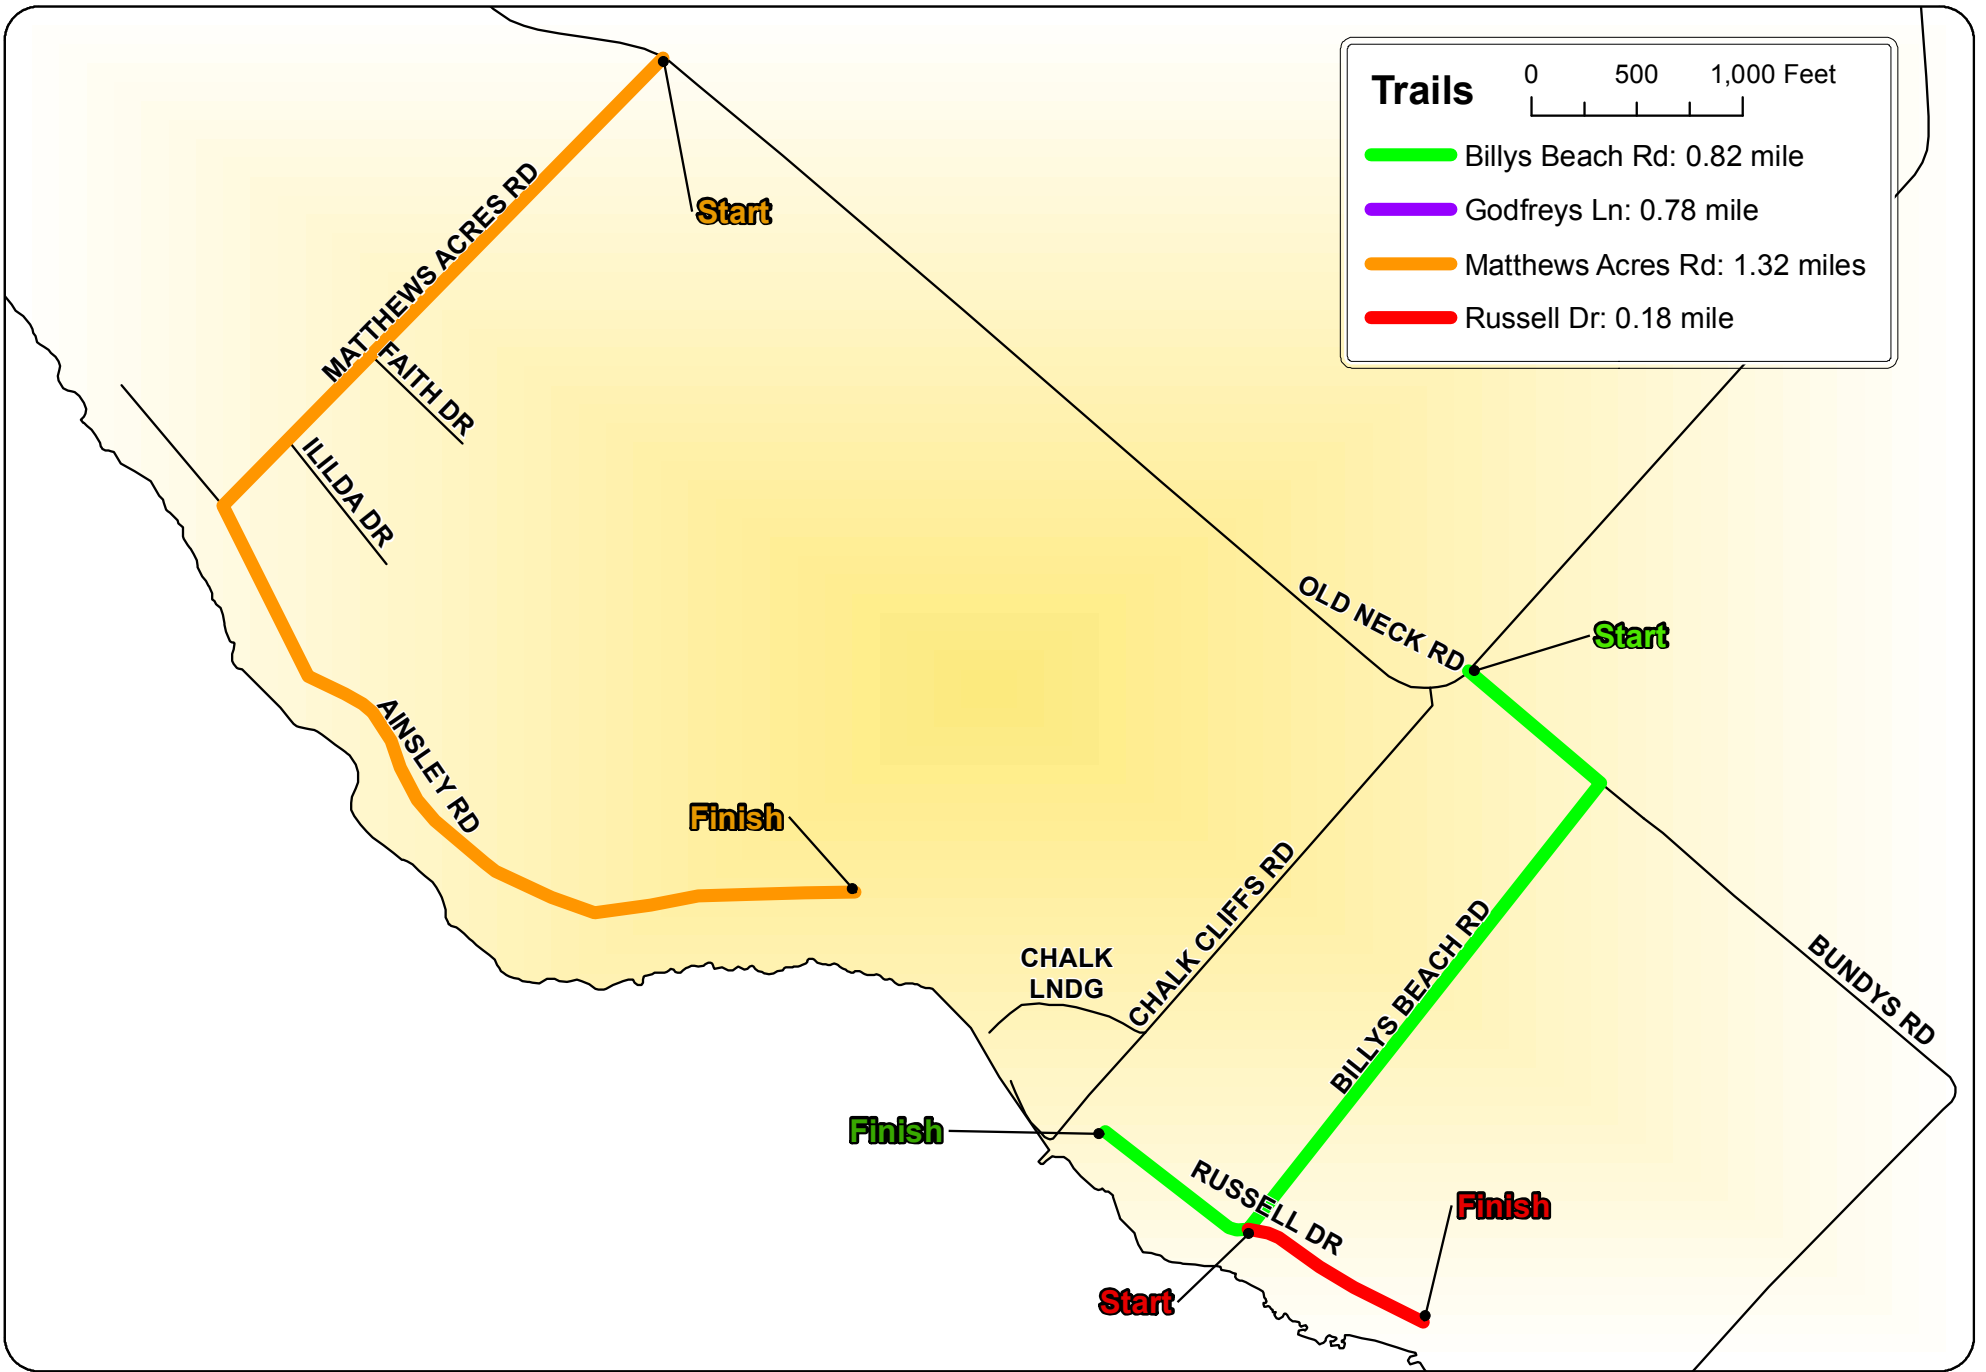 Trails
0 500 1,000 Feet
Billys Beach Rd: 0.82 mile
Godfreys Ln: 0.78 mile
Matthews Acres Rd: 1.32 miles
Russell Dr: 0.18 mile
MATTHEWS ACRES RD
Start
FAITH DR
ILILDA DR
OLD NECK RD
Start
AINSLEY RD
Finish
CHALK CLIFFS RD
BILLYS BEACH RD
CHALK
LNDG
BUNDYS RD
Finish
RUSSELL DR
Finish
Start